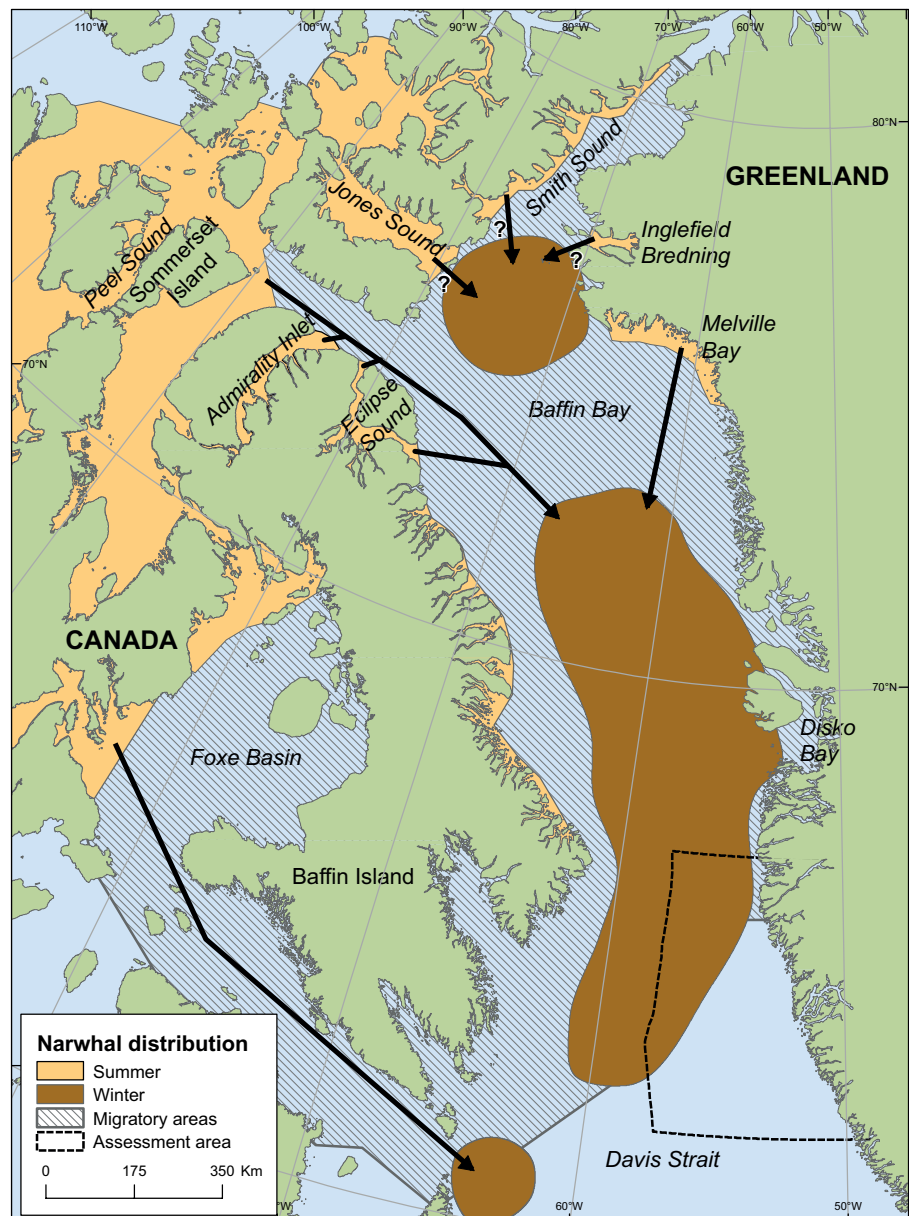 110°W
100°W
90°W
80°W
70°W
60°W
50°W
80°N
GREENLAND
Smith Sound
Jones Sound
?
?
?
Inglefield
Bredning
Peel Sound
Sommerset
Island
Melville
Bay
70°N
Admirality Inlet
Eclipse
Sound
Baffin Bay
CANADA
70°N
Foxe Basin
Disko
Bay
Baffin Island
Narwhal distribution
Summer
Winter
Migratory areas
Assessment area
0 175 350 Km
Davis Strait
°W
60°W
50°W